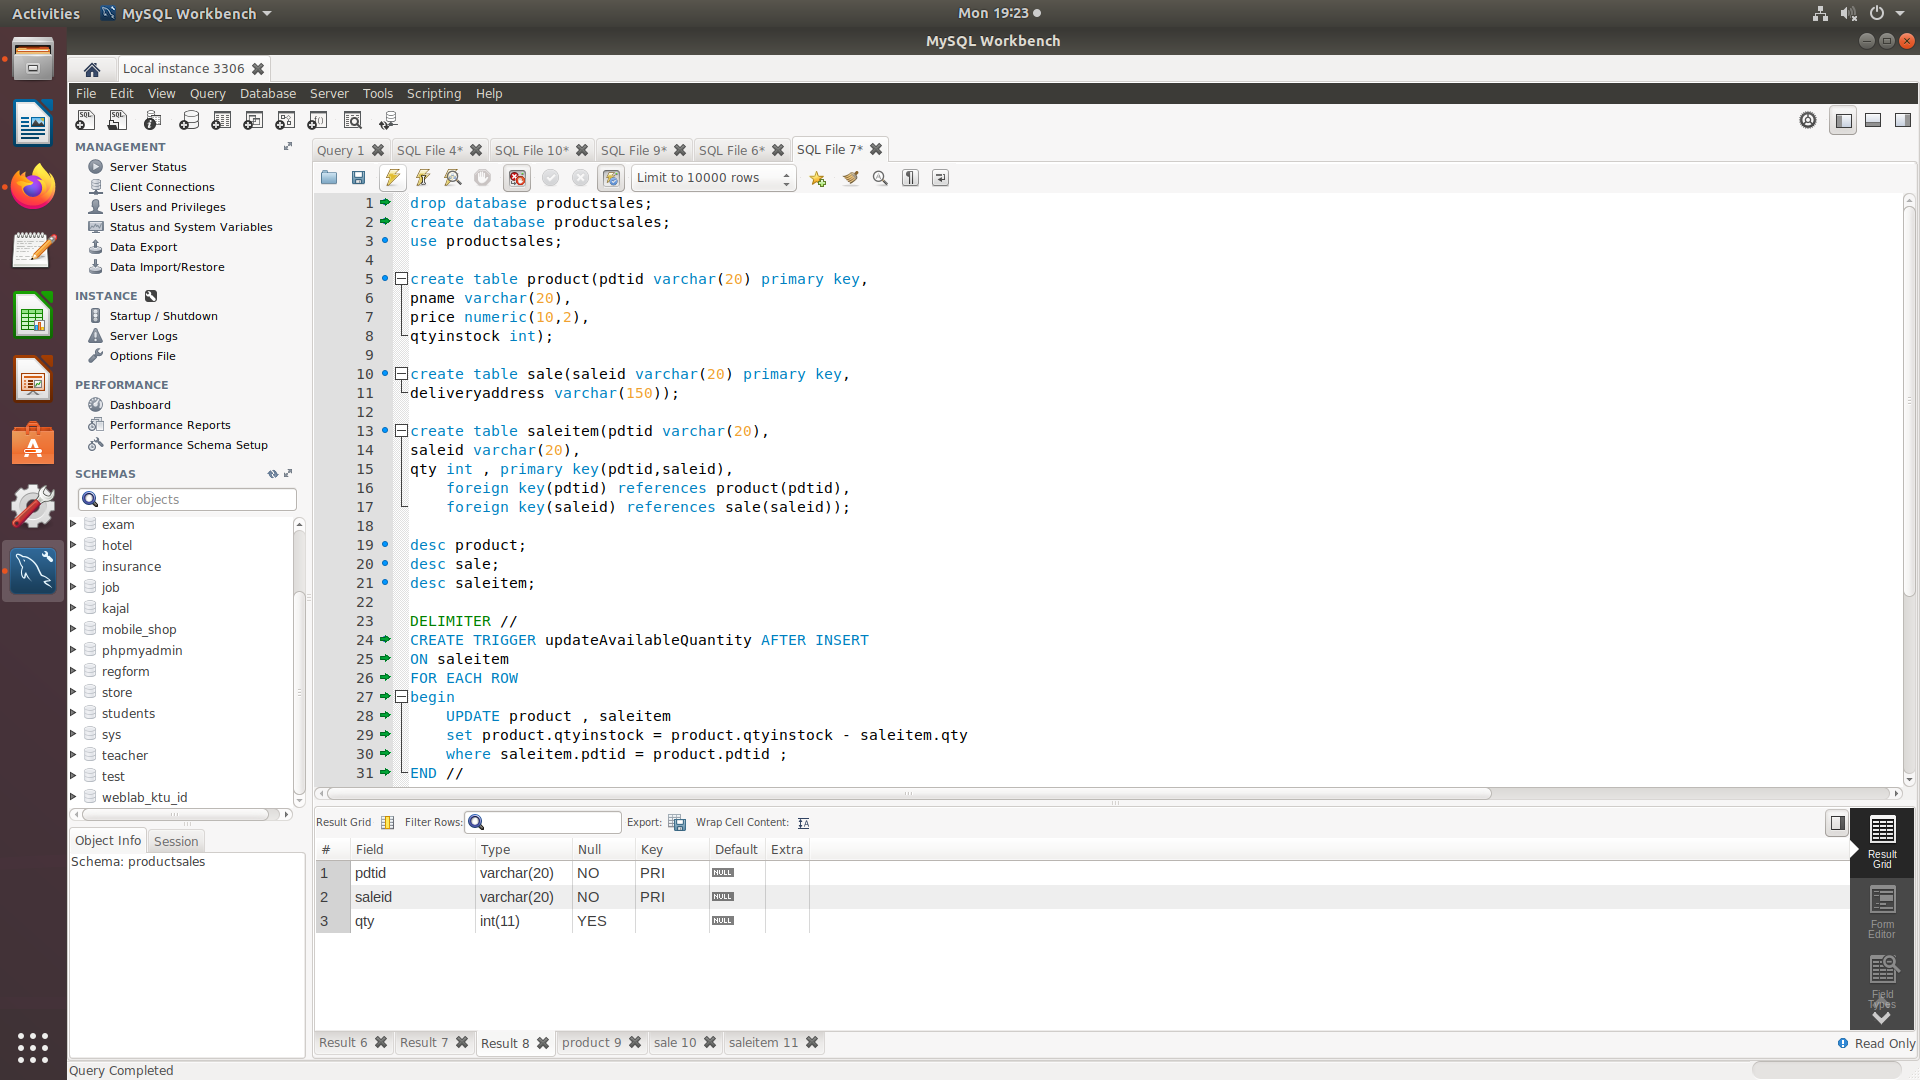 Activities MySQL Workbench Mon 19:23
MySQL Workbench
Local instance 3306
File Edit View Query Database Server Tools Scripting Help
MANAGEMENT
Server Status
Client Connections
Users and Privileges
Status and System Variables
Data Export
Data Import/Restore
INSTANCE
Startup / Shutdown
Server Logs
Options File
PERFORMANCE
Dashboard
Performance Reports
Performance Schema Setup
SCHEMAS
Filter objects
exam
hotel
insurance
job
kajal
mobile_shop
phpmyadmin
regform
store
students
sys
teacher
test
weblab_ktu_id
Object Info Session
Schema: productsales
Query 1 SQL File 4* SQL File 10* SQL File 9* SQL File 6* SQL File 7*
Limit to 10000 rows
1 drop database productsales;
2 create database productsales;
3 use productsales;
4
5 create table product(pdtid varchar(20) primary key,
6 pname varchar(20),
7 price numeric(10,2),
8 qtyinstock int);
9
10 create table sale(saleid varchar(20) primary key,
11 deliveryaddress varchar(150));
12
13 create table saleitem(pdtid varchar(20),
14 saleid varchar(20),
15 qty int , primary key(pdtid,saleid),
16 foreign key(pdtid) references product(pdtid),
17 foreign key(saleid) references sale(saleid));
18
19 desc product;
20 desc sale;
21 desc saleitem;
22
23 DELIMITER //
24 CREATE TRIGGER updateAvailableQuantity AFTER INSERT
25 ON saleitem
26 FOR EACH ROW
27 begin
28 UPDATE product , saleitem
29 set product.qtyinstock = product.qtyinstock - saleitem.qty
30 where saleitem.pdtid = product.pdtid ;
31 END //
Result Grid Filter Rows: Export: Wrap Cell Content:
# Field Type Null Key Default Extra
1 pdtid varchar(20) NO PRI NULL
2 saleid varchar(20) NO PRI NULL
3 qty int(11) YES NULL
Result Grid
Form Editor
Field Types
Result 6 Result 7 Result 8 product 9 sale 10 saleitem 11
Read Only
Query Completed